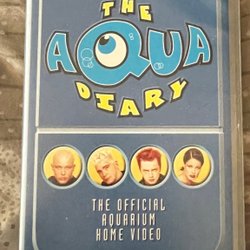 THE
AQUA
DIARY
THE OFFICIAL
AQUARIUM
HOME VIDEO